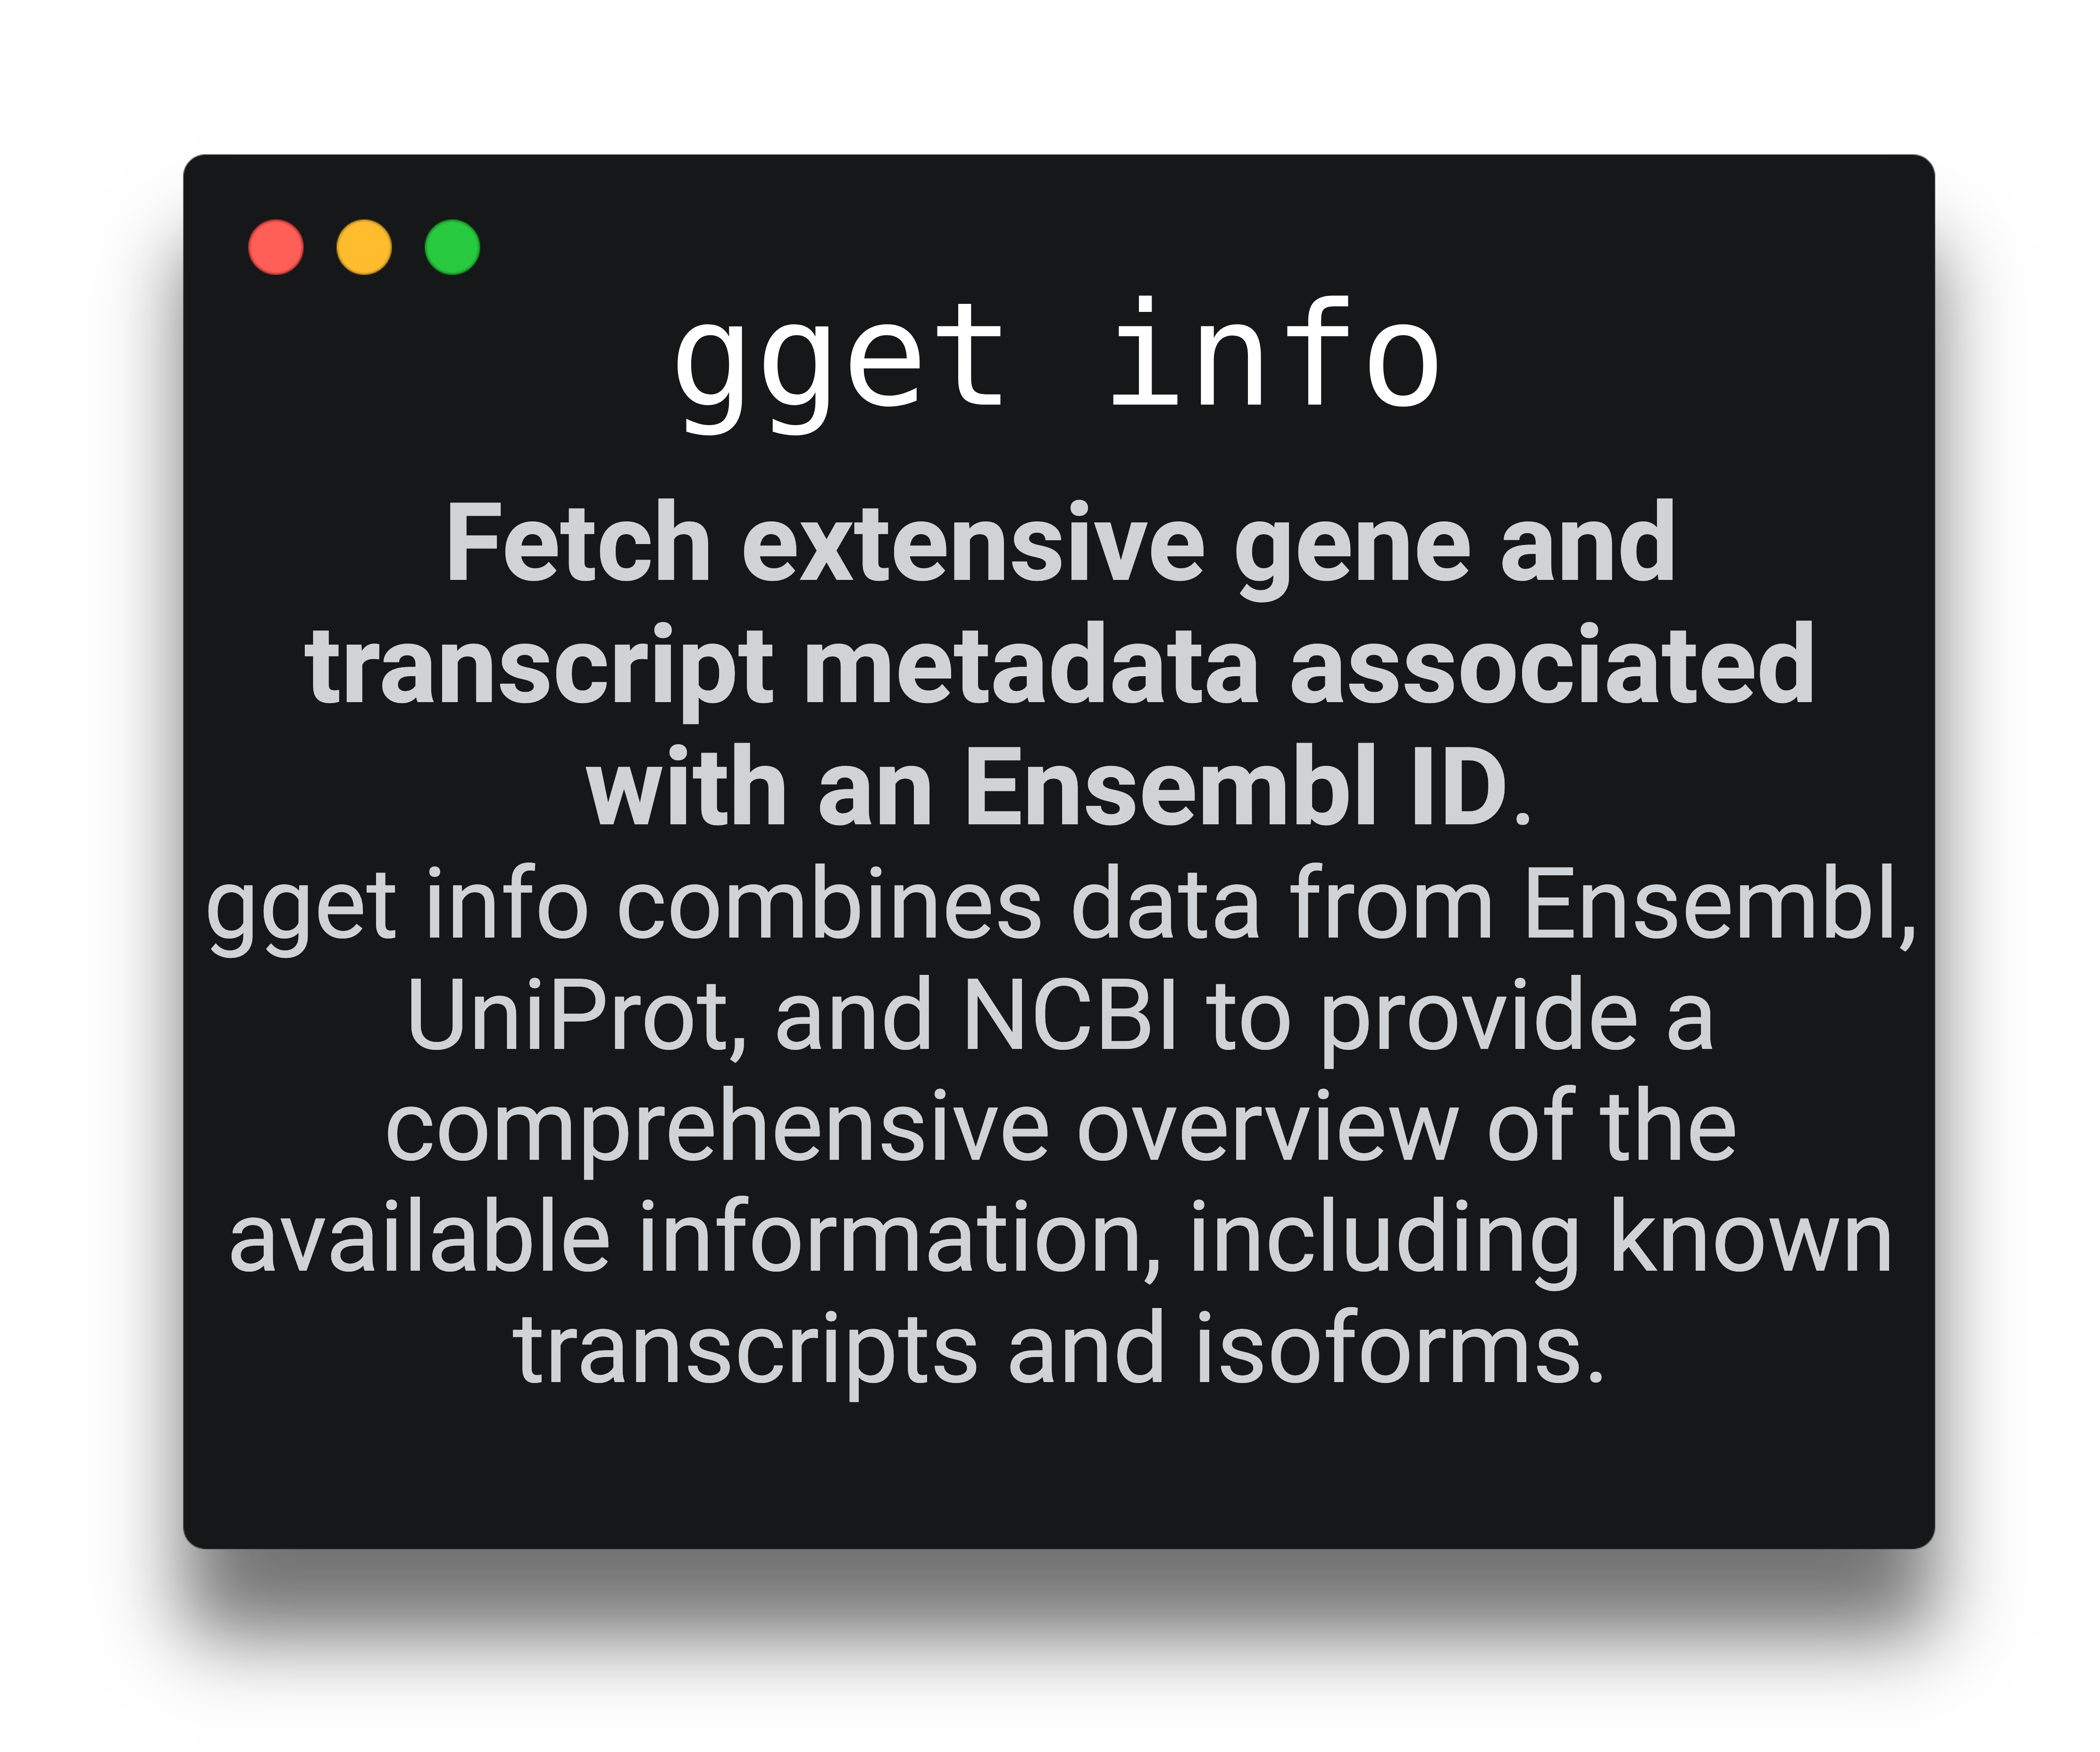 gget info
Fetch extensive gene and
transcript metadata associated
with an Ensembl ID.
gget info combines data from Ensembl,
UniProt, and NCBI to provide a
comprehensive overview of the
available information, including known
transcripts and isoforms.